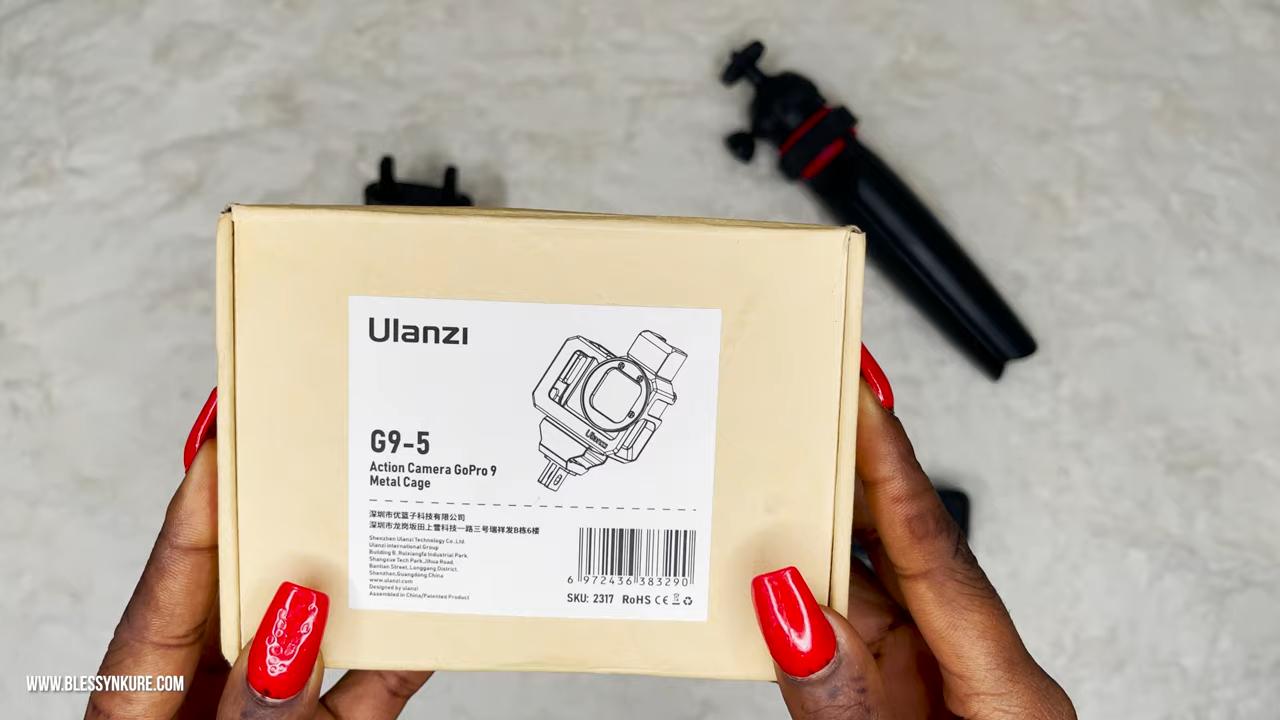 Ulanzi
Ulanzi
G9-5
Action Camera GoPro 9
Metal Cage
深圳市优篮子科技有限公司
深圳市龙岗坂田上雪科技一路三号瑞祥发B栋6楼
Shenzhen Ulanzi Technology Co.,Ltd.
Ulanzi International Group
Building B, Ruixiangfa Industrial Park,
Shangxue Tech Park,Jihua Road,
Bantian Street, Longgang District,
Shenzhen,Guangdong,China
www.ulanzi.com
Designed by ulanzi
Assembled in China/Patented Product
6 972436 383290
SKU: 2317 RoHS CE
WWW.BLESSYNKURE.COM